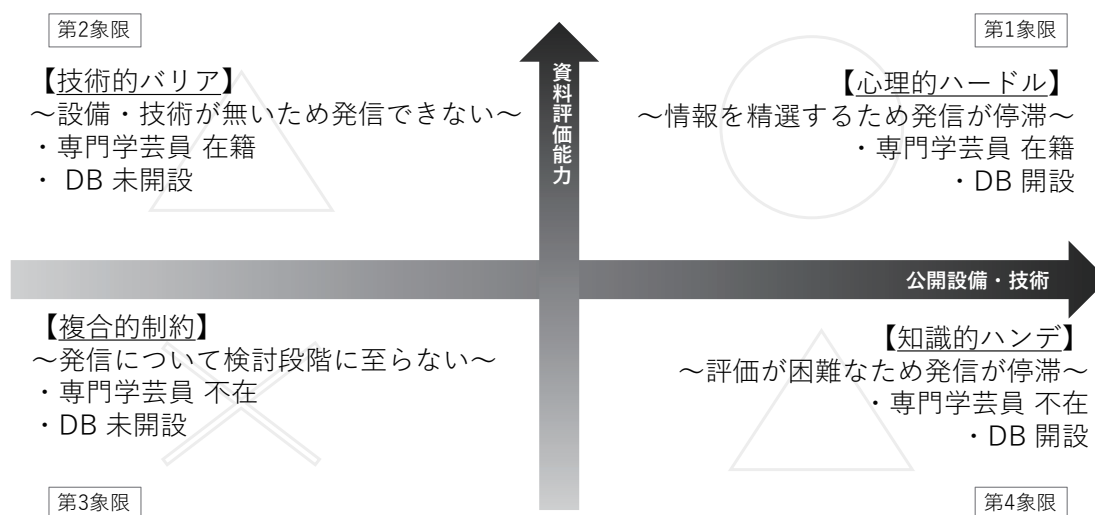 第2象限
第1象限
【技術的バリア】
～設備・技術が無いため発信できない～
・専門学芸員 在籍
・ DB 未開設
資料評価能力
【心理的ハードル】
～情報を精選するため発信が停滞～
・専門学芸員 在籍
・DB 開設
公開設備・技術
【複合的制約】
～発信について検討段階に至らない～
・専門学芸員 不在
・DB 未開設
【知識的ハンデ】
～評価が困難なため発信が停滞～
・専門学芸員 不在
・DB 開設
第3象限
第4象限